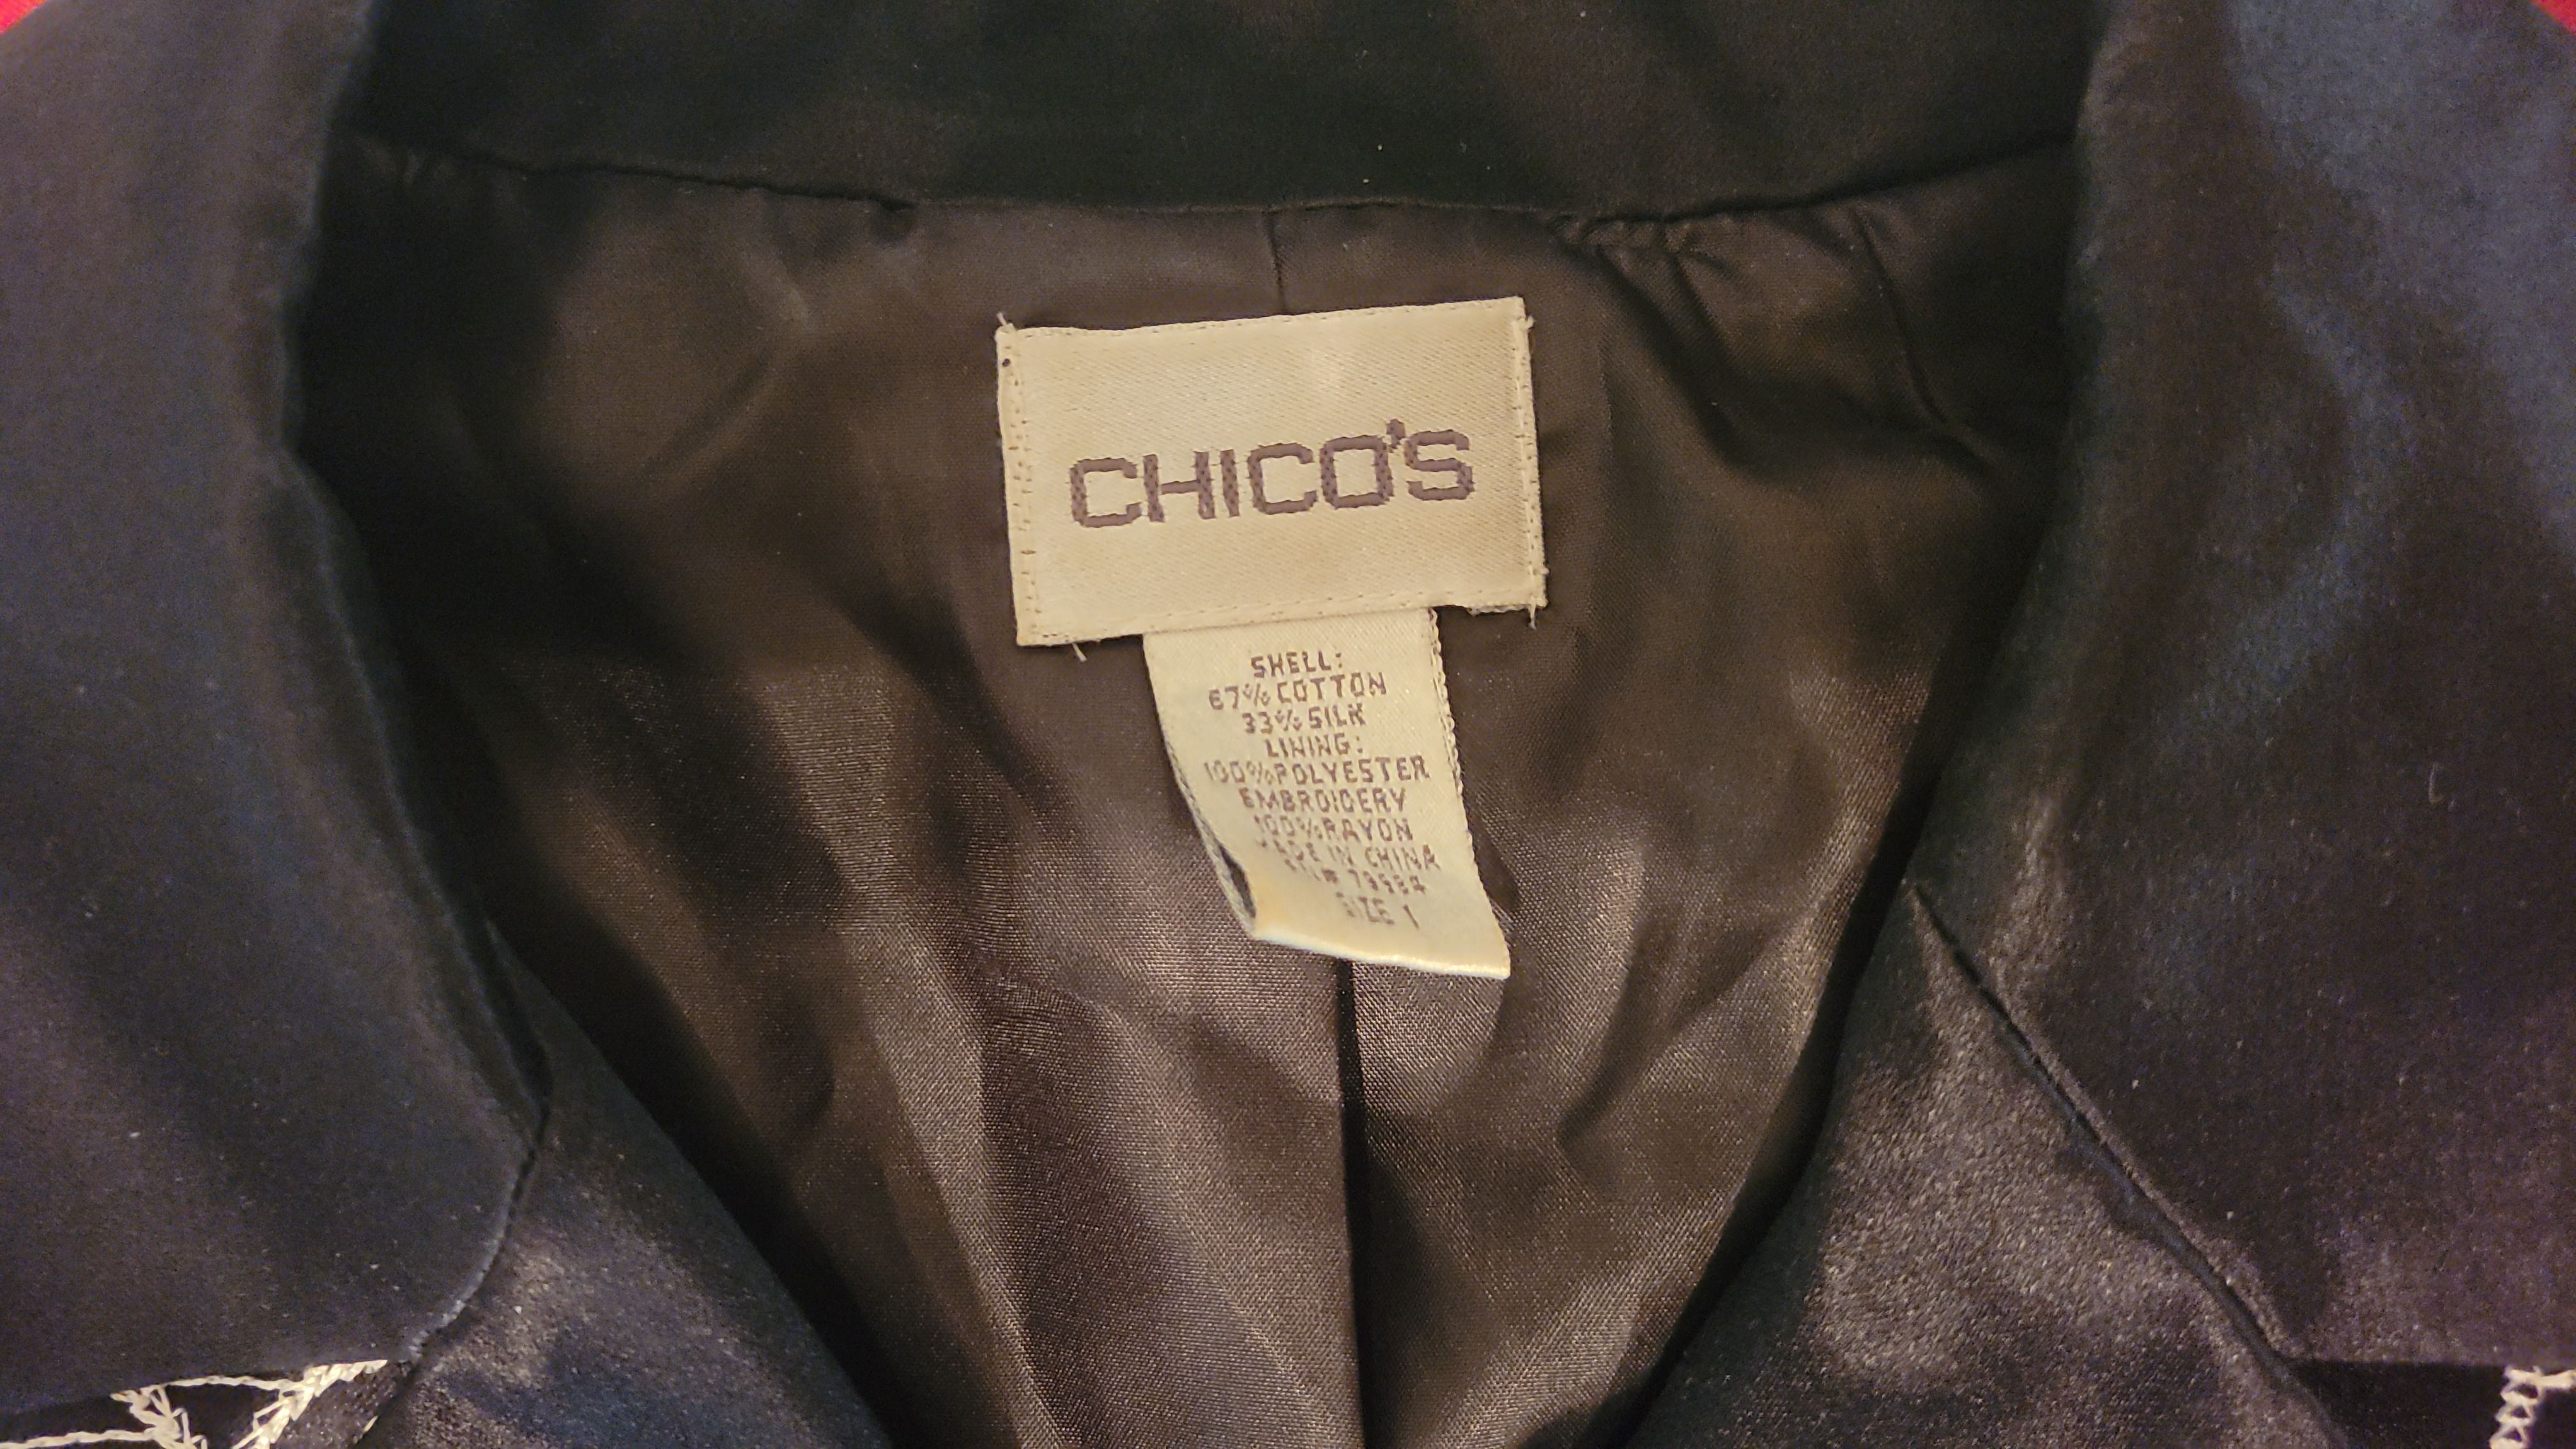 CHICO'S
SHELL:
67% COTTON
33% SILK
LINING:
100% POLYESTER
EMBROIDERY
100% RAYON
MADE IN CHINA
SIZE 1